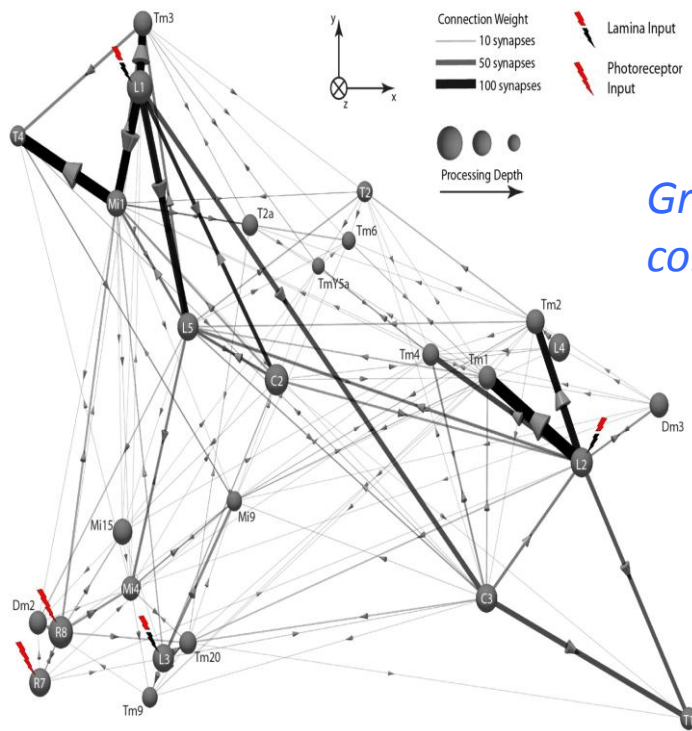 Tm3
y
x
z
Connection Weight
10 synapses
50 synapses
100 synapses
Lamina Input
Photoreceptor
Input
Processing Depth
L1
T4
Mi1
T2
T2a
Tm6
TmY5a
Gr
co
L5
Tm2
L4
Tm4
Tm1
C2
Dm3
L2
Mi9
Mi15
Mi4
C3
Dm2
R8
L3
Tm20
R7
Tm9